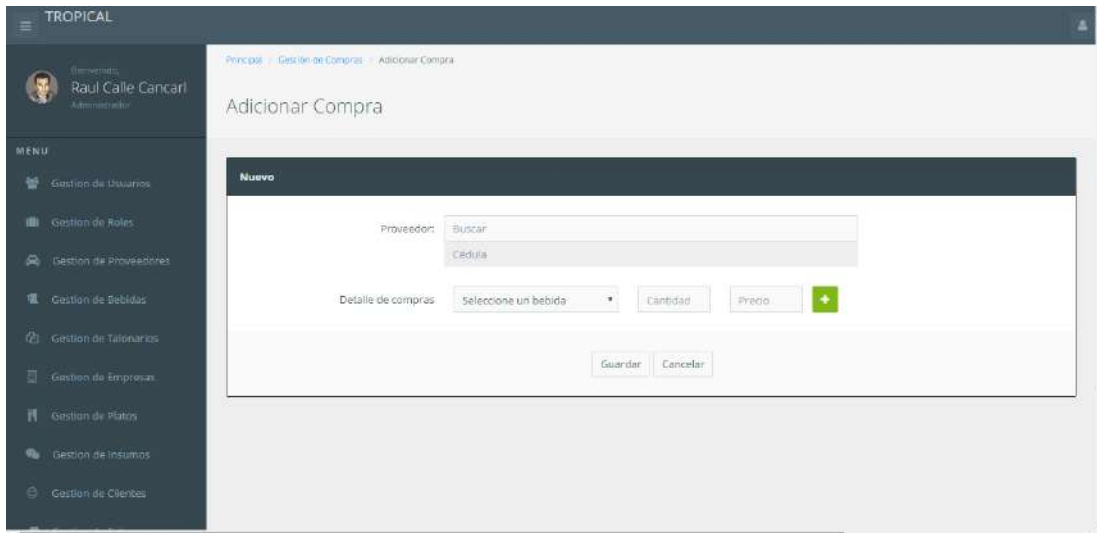 TROPICAL
Bienvenido,
Raul Calle Cancari
Administrador
MENU
Gestion de Usuarios
Gestion de Roles
Gestion de Proveedores
Gestion de Bebidas
Gestion de Talonarios
Gestion de Empresas
Gestion de Platos
Gestion de Insumos
Gestion de Clientes
Principal / Gestión de Compras / Adicionar Compra
Adicionar Compra
Nuevo
Proveedor: Buscar
Cedula
Detalle de compras Seleccione un bebida Cantidad Precio
Guardar Cancelar